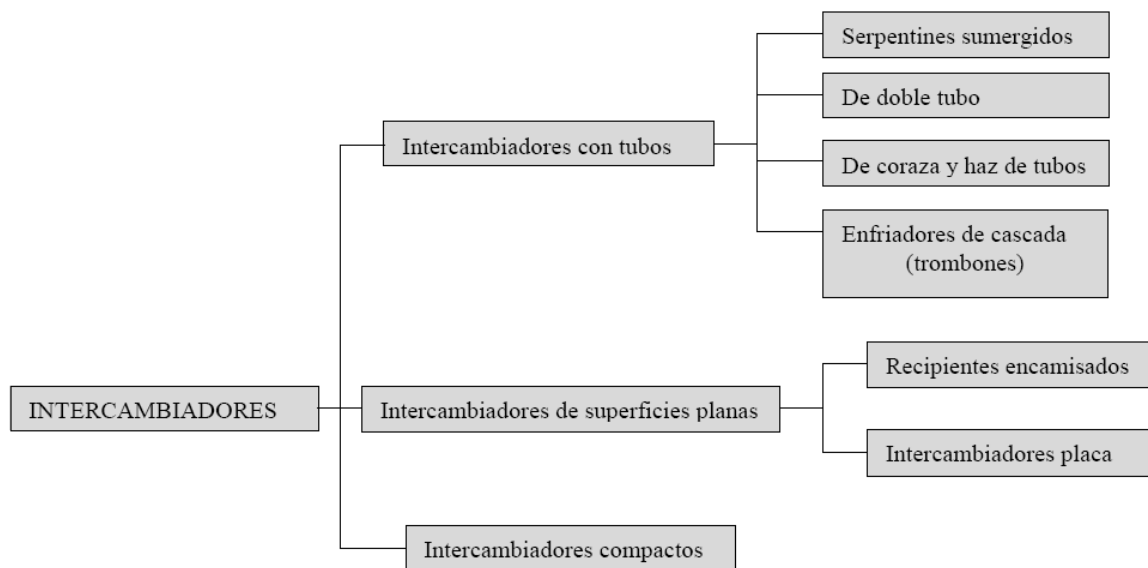 Serpentines sumergidos
De doble tubo
Intercambiadores con tubos
De coraza y haz de tubos
Enfriadores de cascada
(trombones)
Recipientes encamisados
INTERCAMBIADORES
Intercambiadores de superficies planas
Intercambiadores placa
Intercambiadores compactos